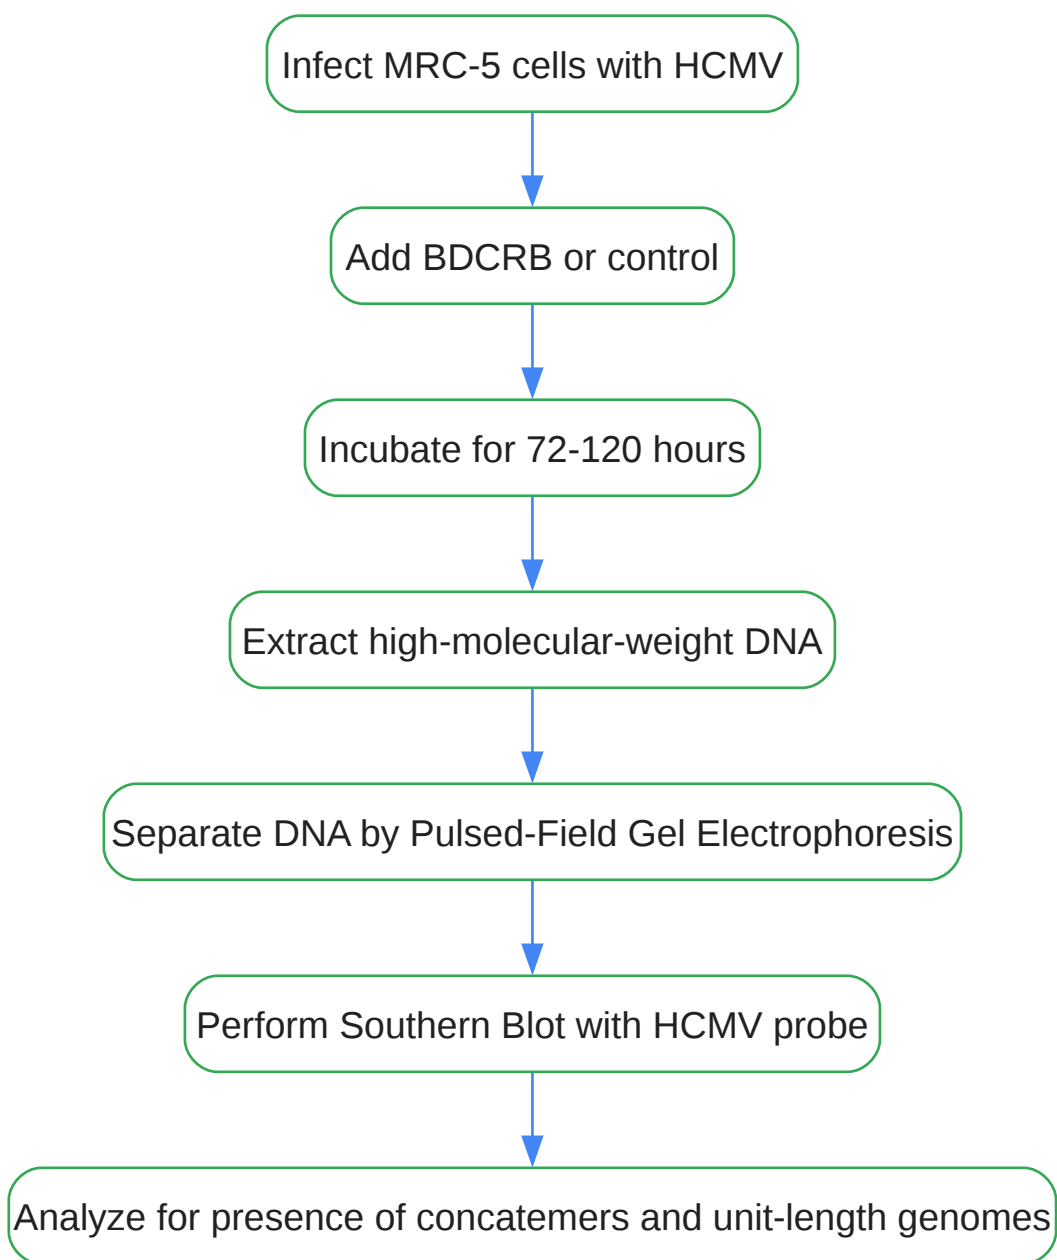 Infect MRC-5 cells with HCMV
Add BDCRB or control
Incubate for 72-120 hours
Extract high-molecular-weight DNA
Separate DNA by Pulsed-Field Gel Electrophoresis
Perform Southern Blot with HCMV probe
Analyze for presence of concatemers and unit-length genomes